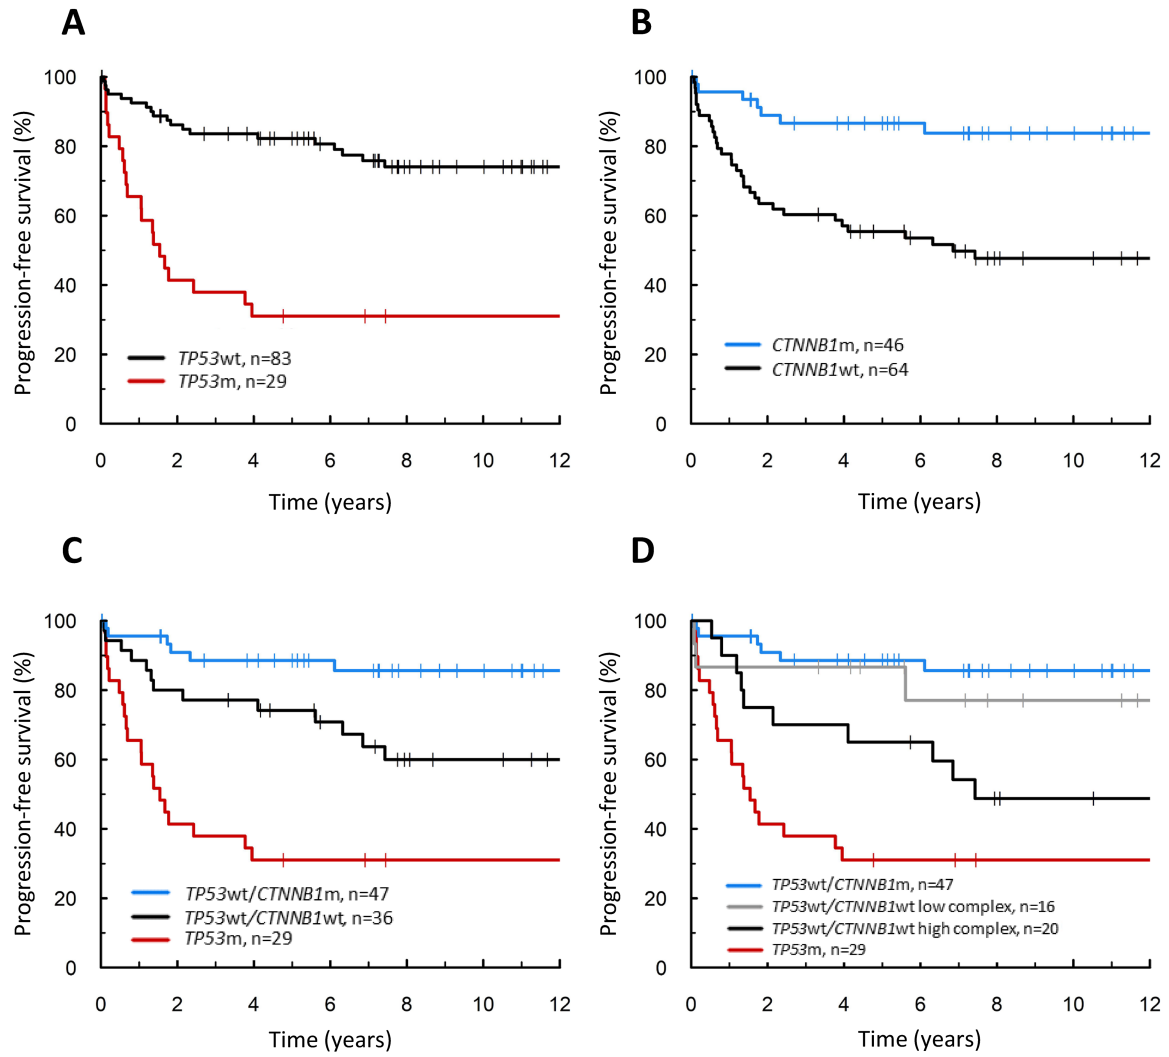 A
Progression-free survival (%)
100
80
60
40
20
0
TP53wt, n=83
TP53m, n=29
0 2 4 6 8 10 12
Time (years)
B
Progression-free survival (%)
100
80
60
40
20
0
CTNNB1m, n=46
CTNNB1wt, n=64
0 2 4 6 8 10 12
Time (years)
C
Progression-free survival (%)
100
80
60
40
20
0
TP53wt/CTNNB1m, n=47
TP53wt/CTNNB1wt, n=36
TP53m, n=29
0 2 4 6 8 10 12
Time (years)
D
Progression-free survival (%)
100
80
60
40
20
0
TP53wt/CTNNB1m, n=47
TP53wt/CTNNB1wt low complex, n=16
TP53wt/CTNNB1wt high complex, n=20
TP53m, n=29
0 2 4 6 8 10 12
Time (years)